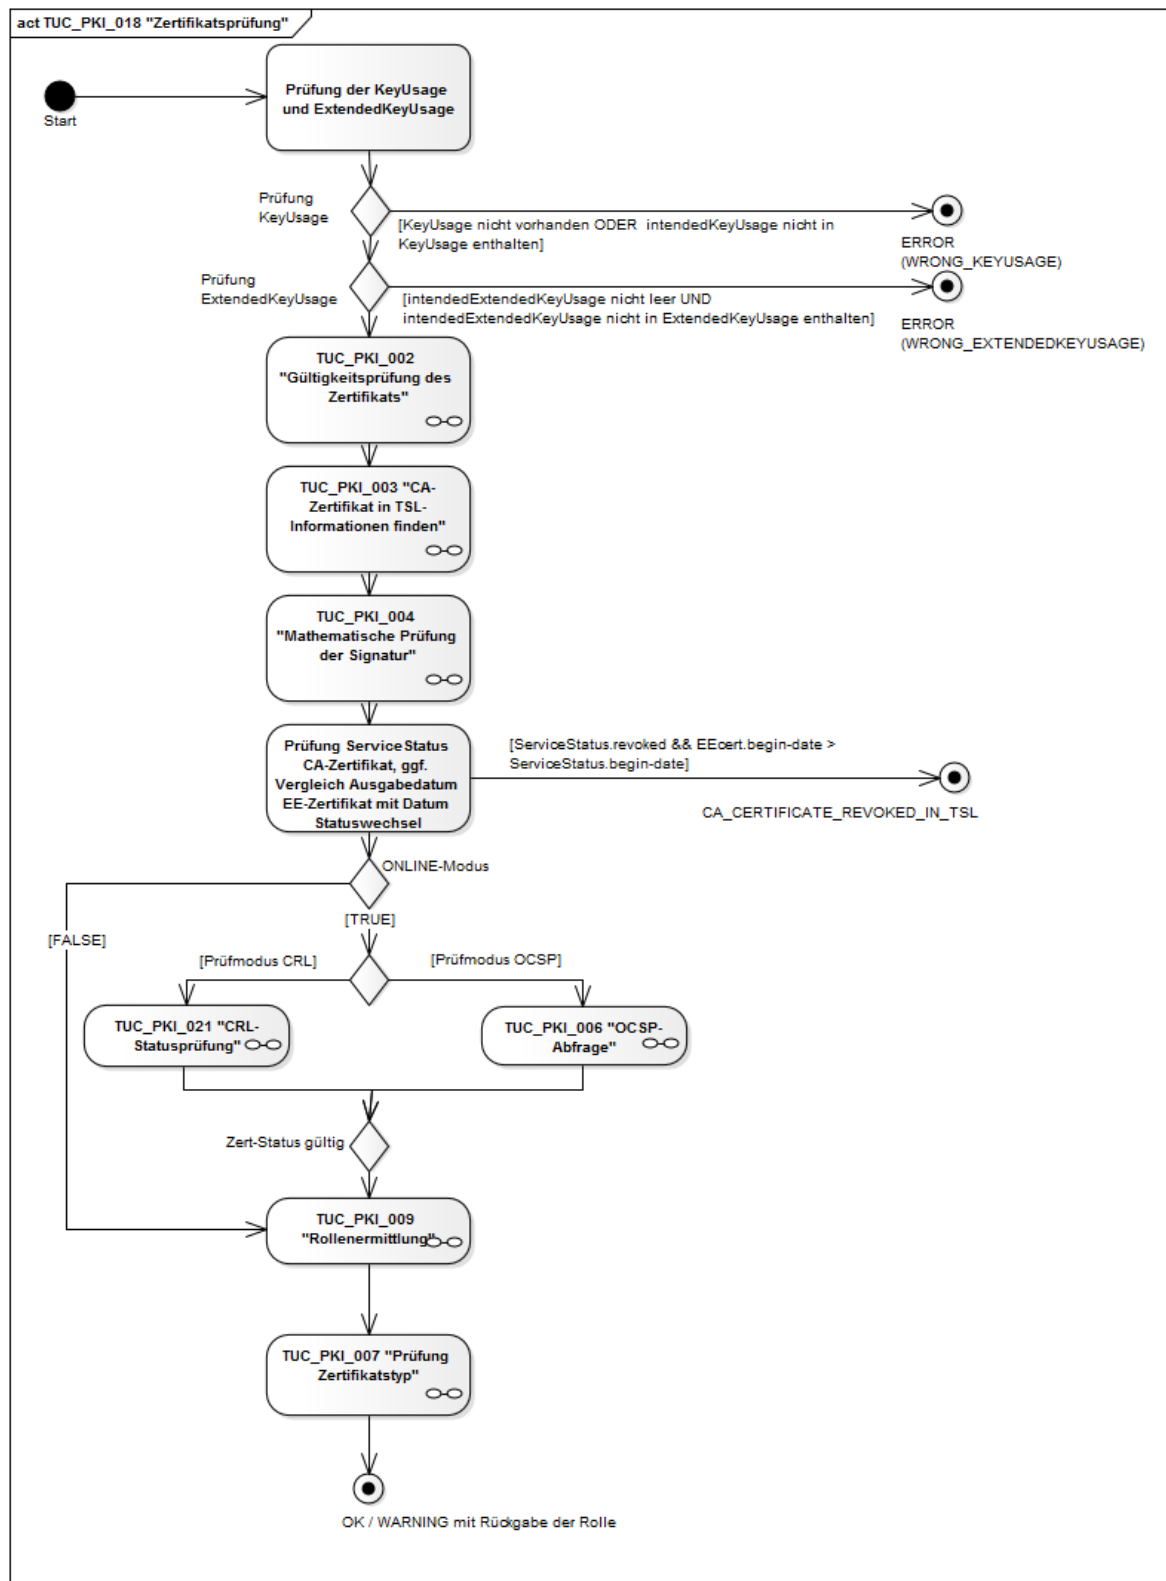 act TUC_PKI_018 "Zertifikatsprüfung"
Prüfung der KeyUsage
und ExtendedKeyUsage
Start
Prüfung
KeyUsage
[KeyUsage nicht vorhanden ODER intendedKeyUsage nicht in
KeyUsage enthalten]
ERROR
(WRONG_KEYUSAGE)
Prüfung
ExtendedKeyUsage
[intendedExtendedKeyUsage nicht leer UND
intendedExtendedKeyUsage nicht in ExtendedKeyUsage enthalten]
ERROR
(WRONG_EXTENDEDKEYUSAGE)
TUC_PKI_002
"Gültigkeitsprüfung des
Zertifikats"
TUC_PKI_003 "CA-
Zertifikat in TSL-
Informationen finden"
TUC_PKI_004
"Mathematische Prüfung
der Signatur"
Prüfung ServiceStatus
CA-Zertifikat, ggf.
Vergleich Ausgabedatum
EE-Zertifikat mit Datum
Statuswechsel
[ServiceStatus.revoked && EEcert.begin-date >
ServiceStatus.begin-date]
CA_CERTIFICATE_REVOKED_IN_TSL
ONLINE-Modus
[TRUE]
[FALSE]
[Prüfmodus CRL]
[Prüfmodus OCSP]
TUC_PKI_021 "CRL-
Statusprüfung"
TUC_PKI_006 "OCSP-
Abfrage"
Zert-Status gültig
TUC_PKI_009
"Rollenermittlung"
TUC_PKI_007 "Prüfung
Zertifikatstyp"
OK / WARNING mit Rückgabe der Rolle